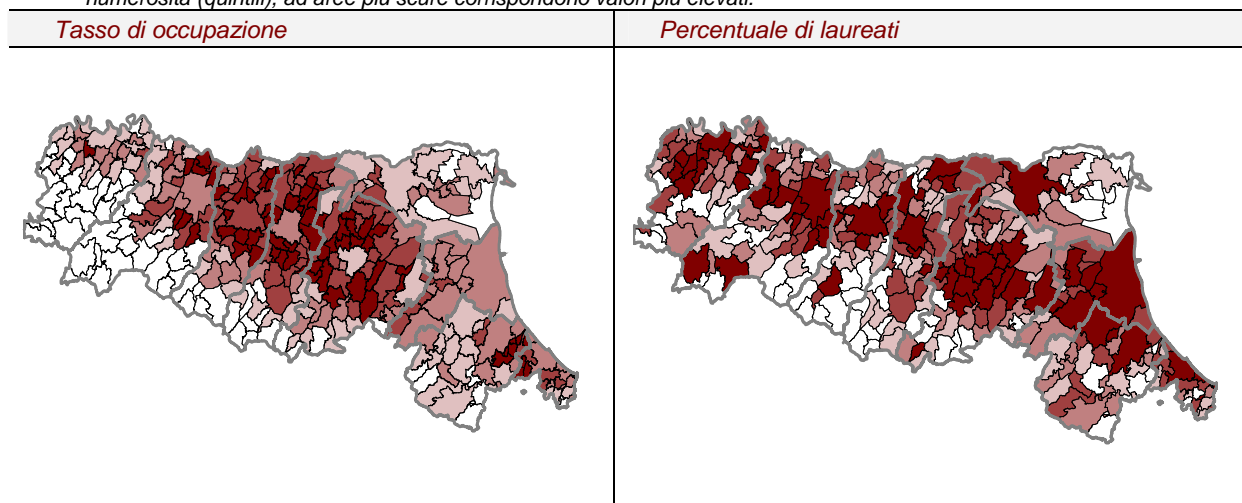 numerosità (quintili); ad aree più scure corrispondono valori più elevati.
Tasso di occupazione
Percentuale di laureati